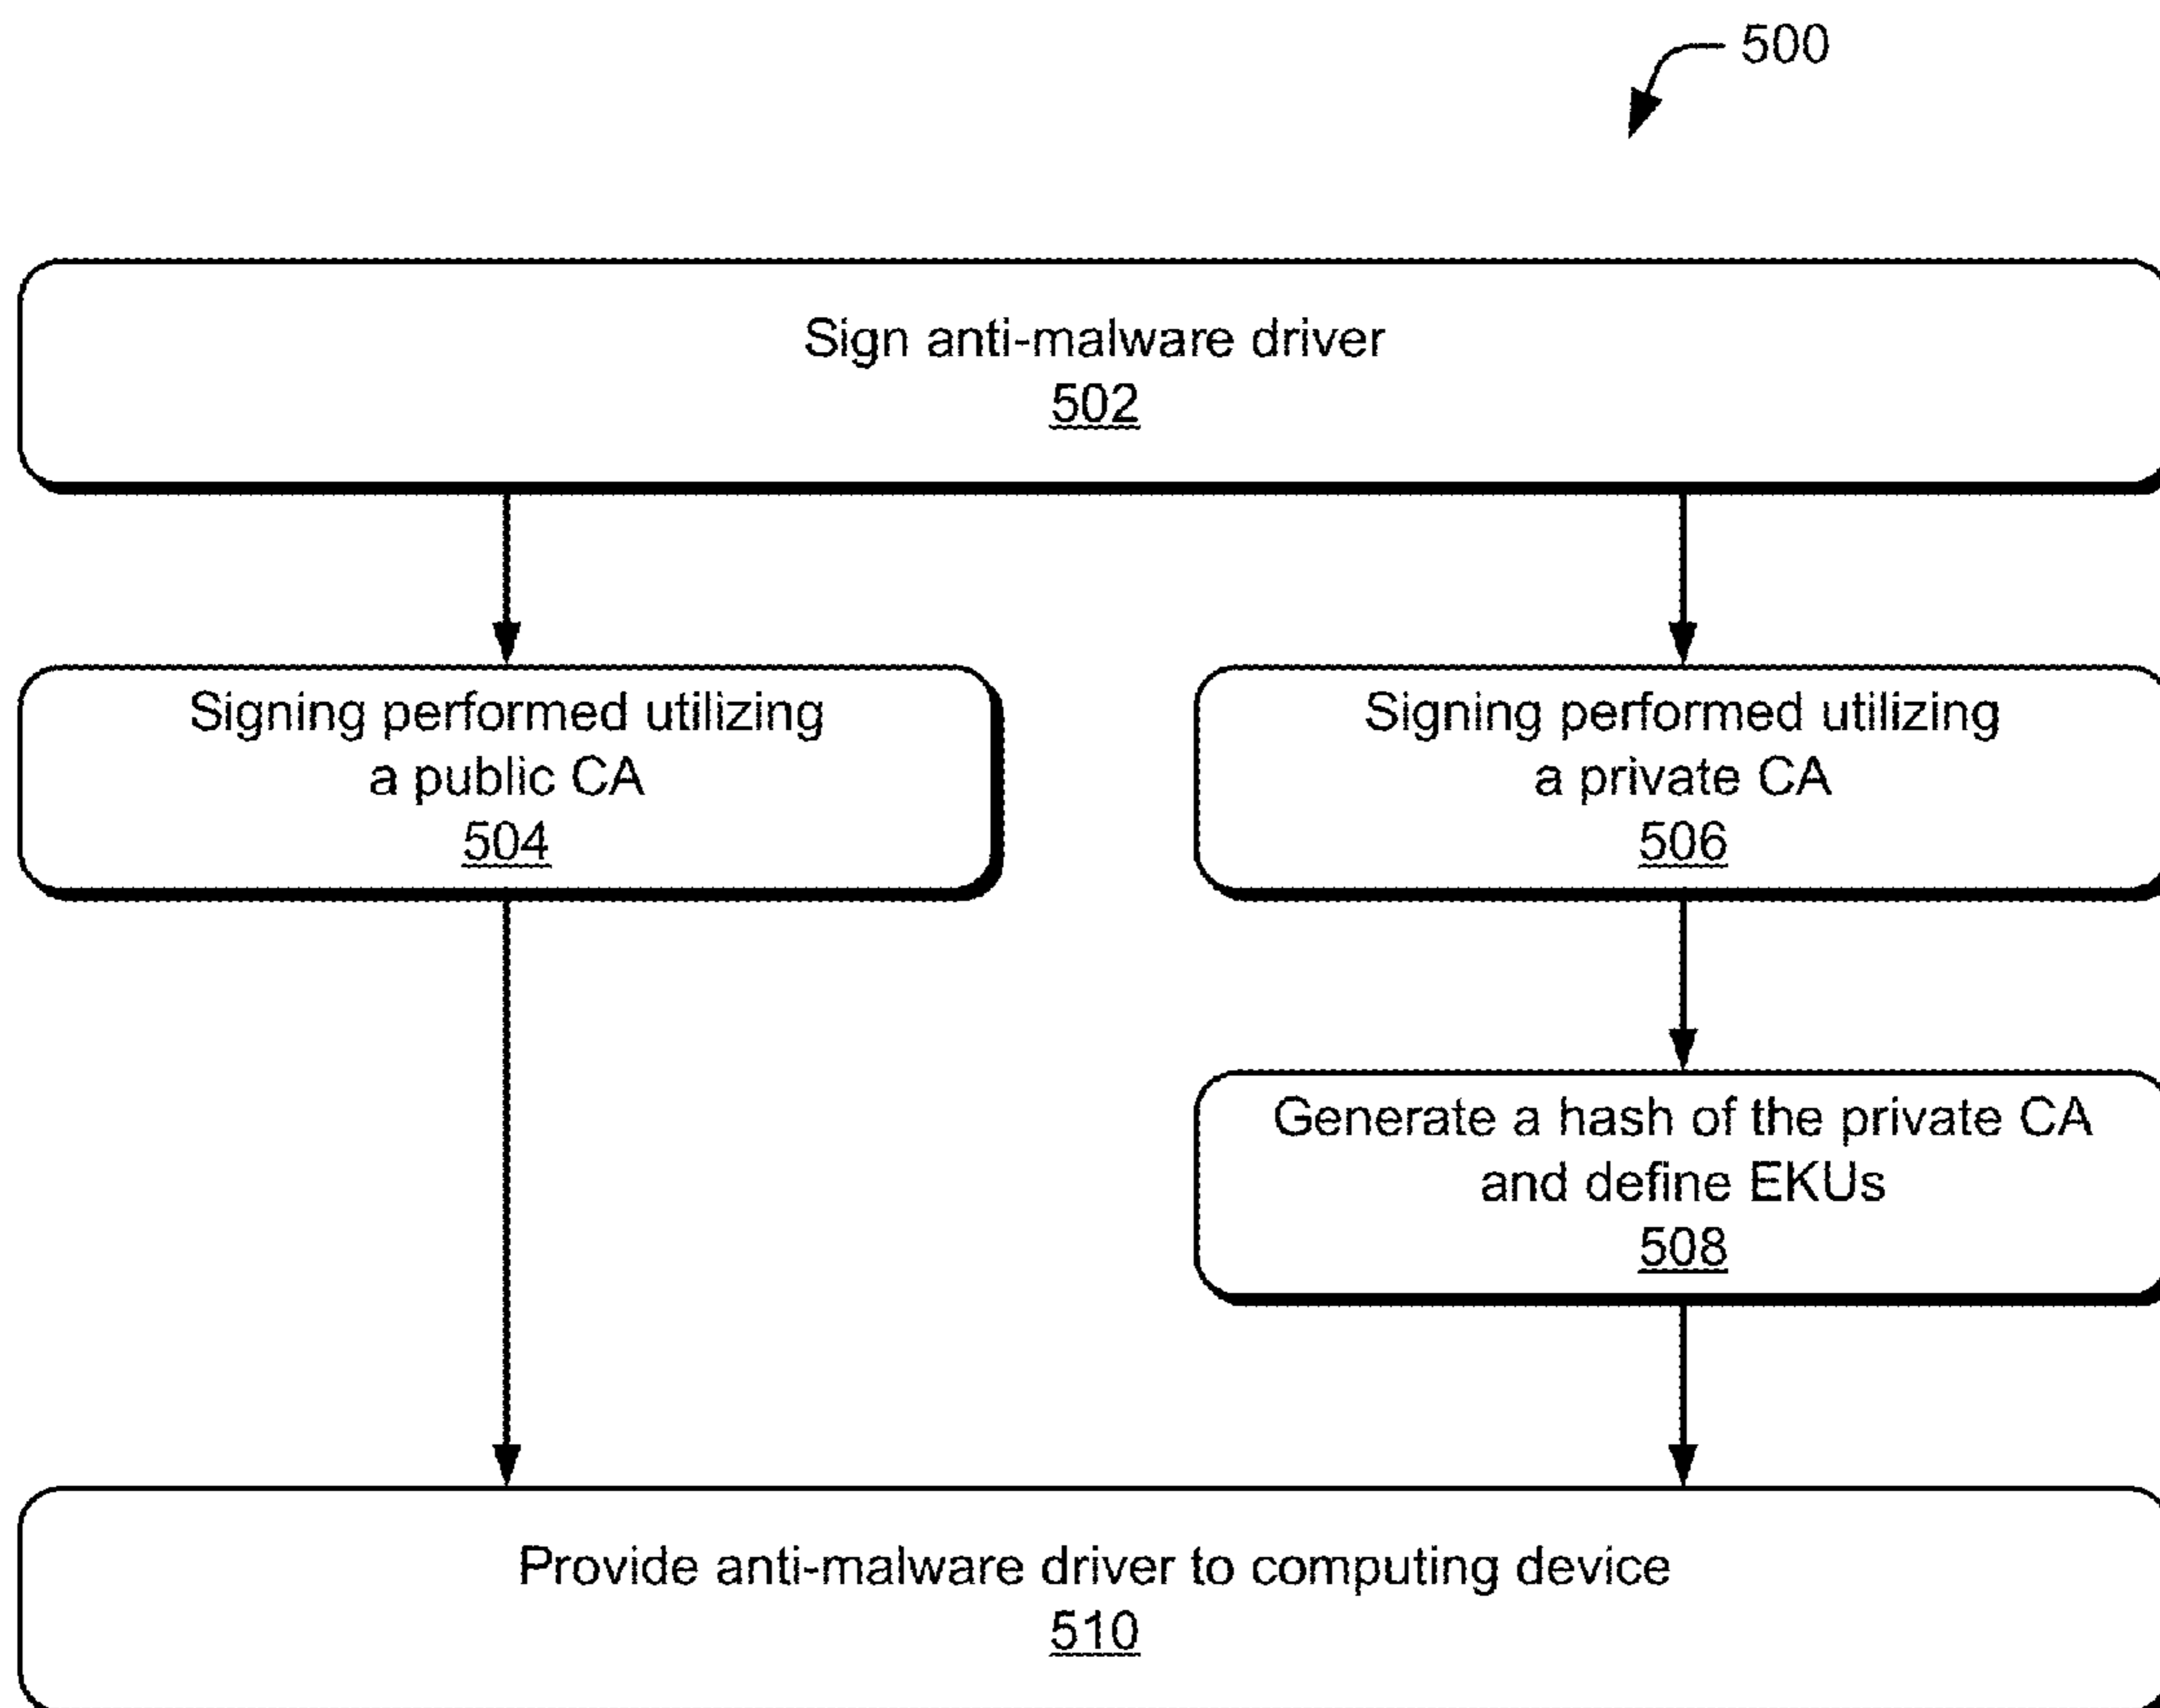 500
Sign anti-malware driver
502
Signing performed utilizing
a public CA
504
Signing performed utilizing
a private CA
506
Generate a hash of the private CA
and define EKUs
508
Provide anti-malware driver to computing device
510